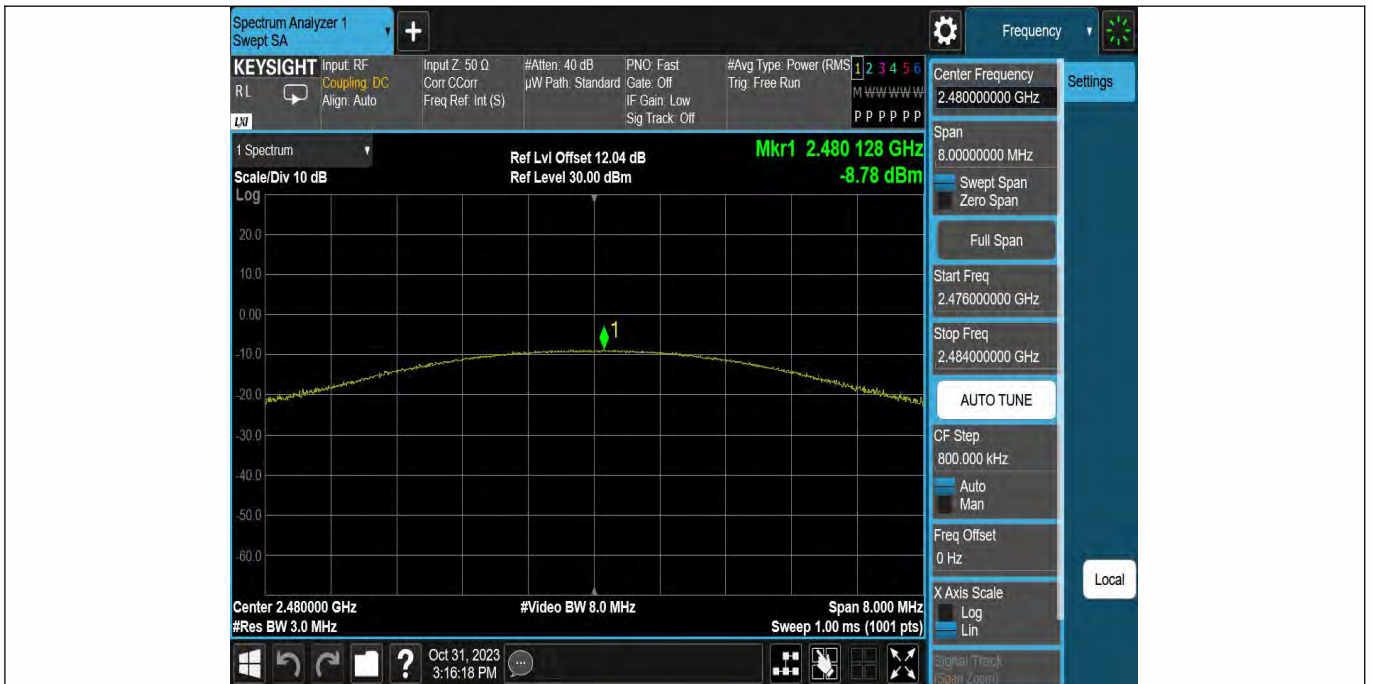 Spectrum Analyzer 1
Swept SA
Frequency
KEYSIGHT
RL
LXI
Input: RF
Coupling: DC
Align: Auto
Input Z: 50 Ω
Corr CCorr
Freq Ref: Int (S)
#Atten: 40 dB
µW Path: Standard
PNO: Fast
Gate: Off
IF Gain: Low
Sig Track: Off
#Avg Type: Power (RMS
Trig: Free Run
1 2 3 4 5 6
M W W W W W
P P P P P P
1 Spectrum
Scale/Div 10 dB
Log
Ref Lvl Offset 12.04 dB
Ref Level 30.00 dBm
Mkr1 2.480 128 GHz
-8.78 dBm
20.0
10.0
0.00
-10.0
-20.0
-30.0
-40.0
-50.0
-60.0
1
Center 2.480000 GHz
#Res BW 3.0 MHz
#Video BW 8.0 MHz
Span 8.000 MHz
Sweep 1.00 ms (1001 pts)
Center Frequency
2.480000000 GHz
Settings
Span
8.00000000 MHz
Swept Span
Zero Span
Full Span
Start Freq
2.476000000 GHz
Stop Freq
2.484000000 GHz
AUTO TUNE
CF Step
800.000 kHz
Auto
Man
Freq Offset
0 Hz
X Axis Scale
Log
Lin
Signal Track
(Span Zoom)
Local
?
Oct 31, 2023
3:16:18 PM